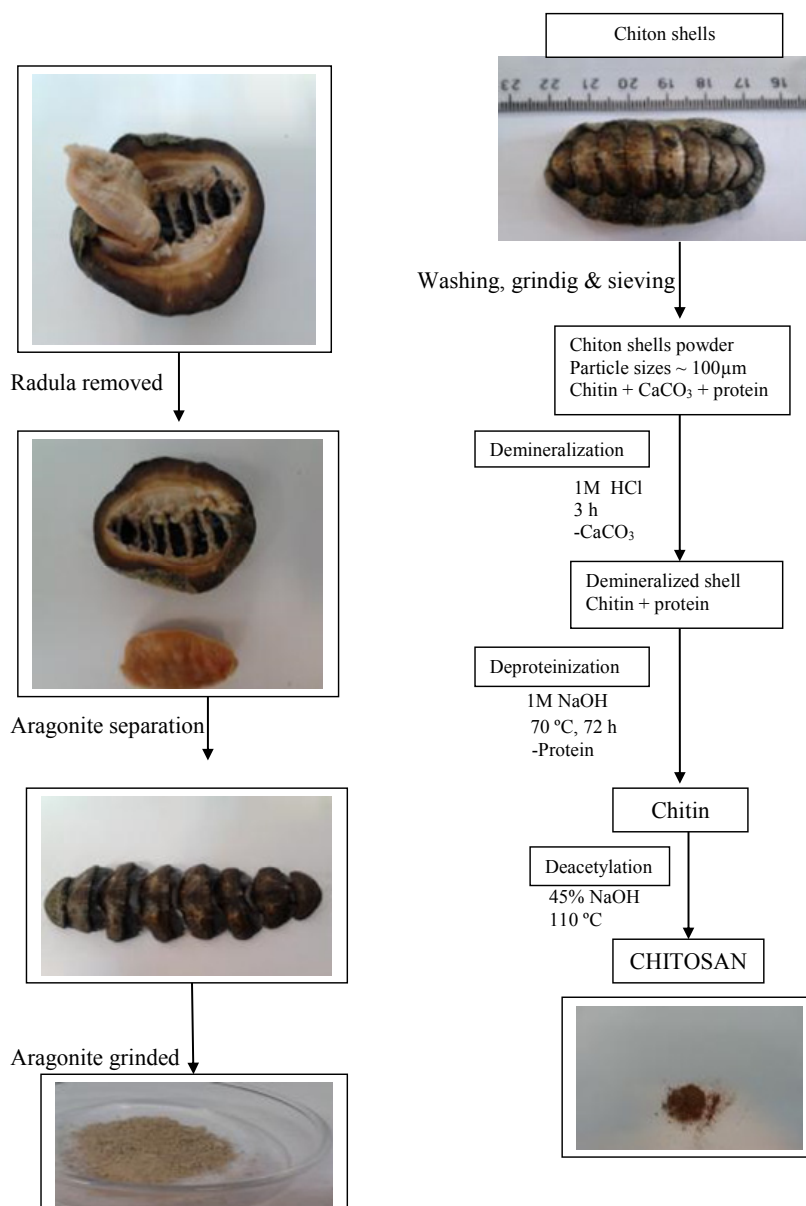 Radula removed
Aragonite separation
Aragonite grinded
Chiton shells
23 22 21 20 19 18 17 16
Washing, grindig & sieving
Chiton shells powder
Particle sizes ~ 100µm
Chitin + CaCO₃ + protein
Demineralization
1M HCl
3 h
-CaCO₃
Demineralized shell
Chitin + protein
Deproteinization
1M NaOH
70 ºC, 72 h
-Protein
Chitin
Deacetylation
45% NaOH
110 ºC
CHITOSAN